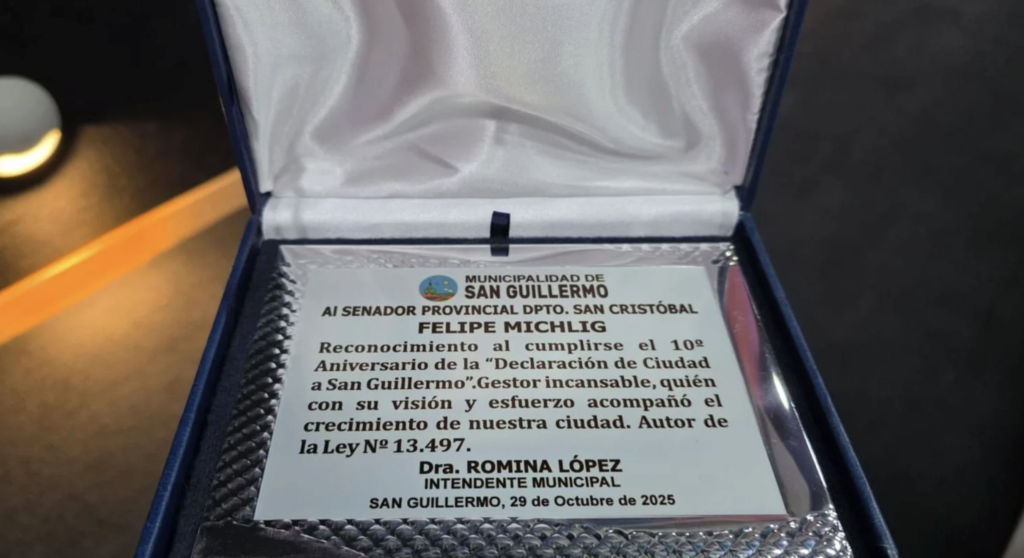 MUNICIPALIDAD DE
SAN GUILLERMO
Al SENADOR PROVINCIAL DPTO. SAN CRISTÓBAL
FELIPE MICHLIG
Reconocimiento al cumplirse el 10º
Aniversario de la “Declaración de Ciudad
a San Guillermo”.Gestor incansable, quién
con su visión y esfuerzo acompañó el
crecimiento de nuestra ciudad. Autor de
la Ley Nº 13.497.
Dra. ROMINA LÓPEZ
INTENDENTE MUNICIPAL
SAN GUILLERMO, 29 de Octubre de 2025